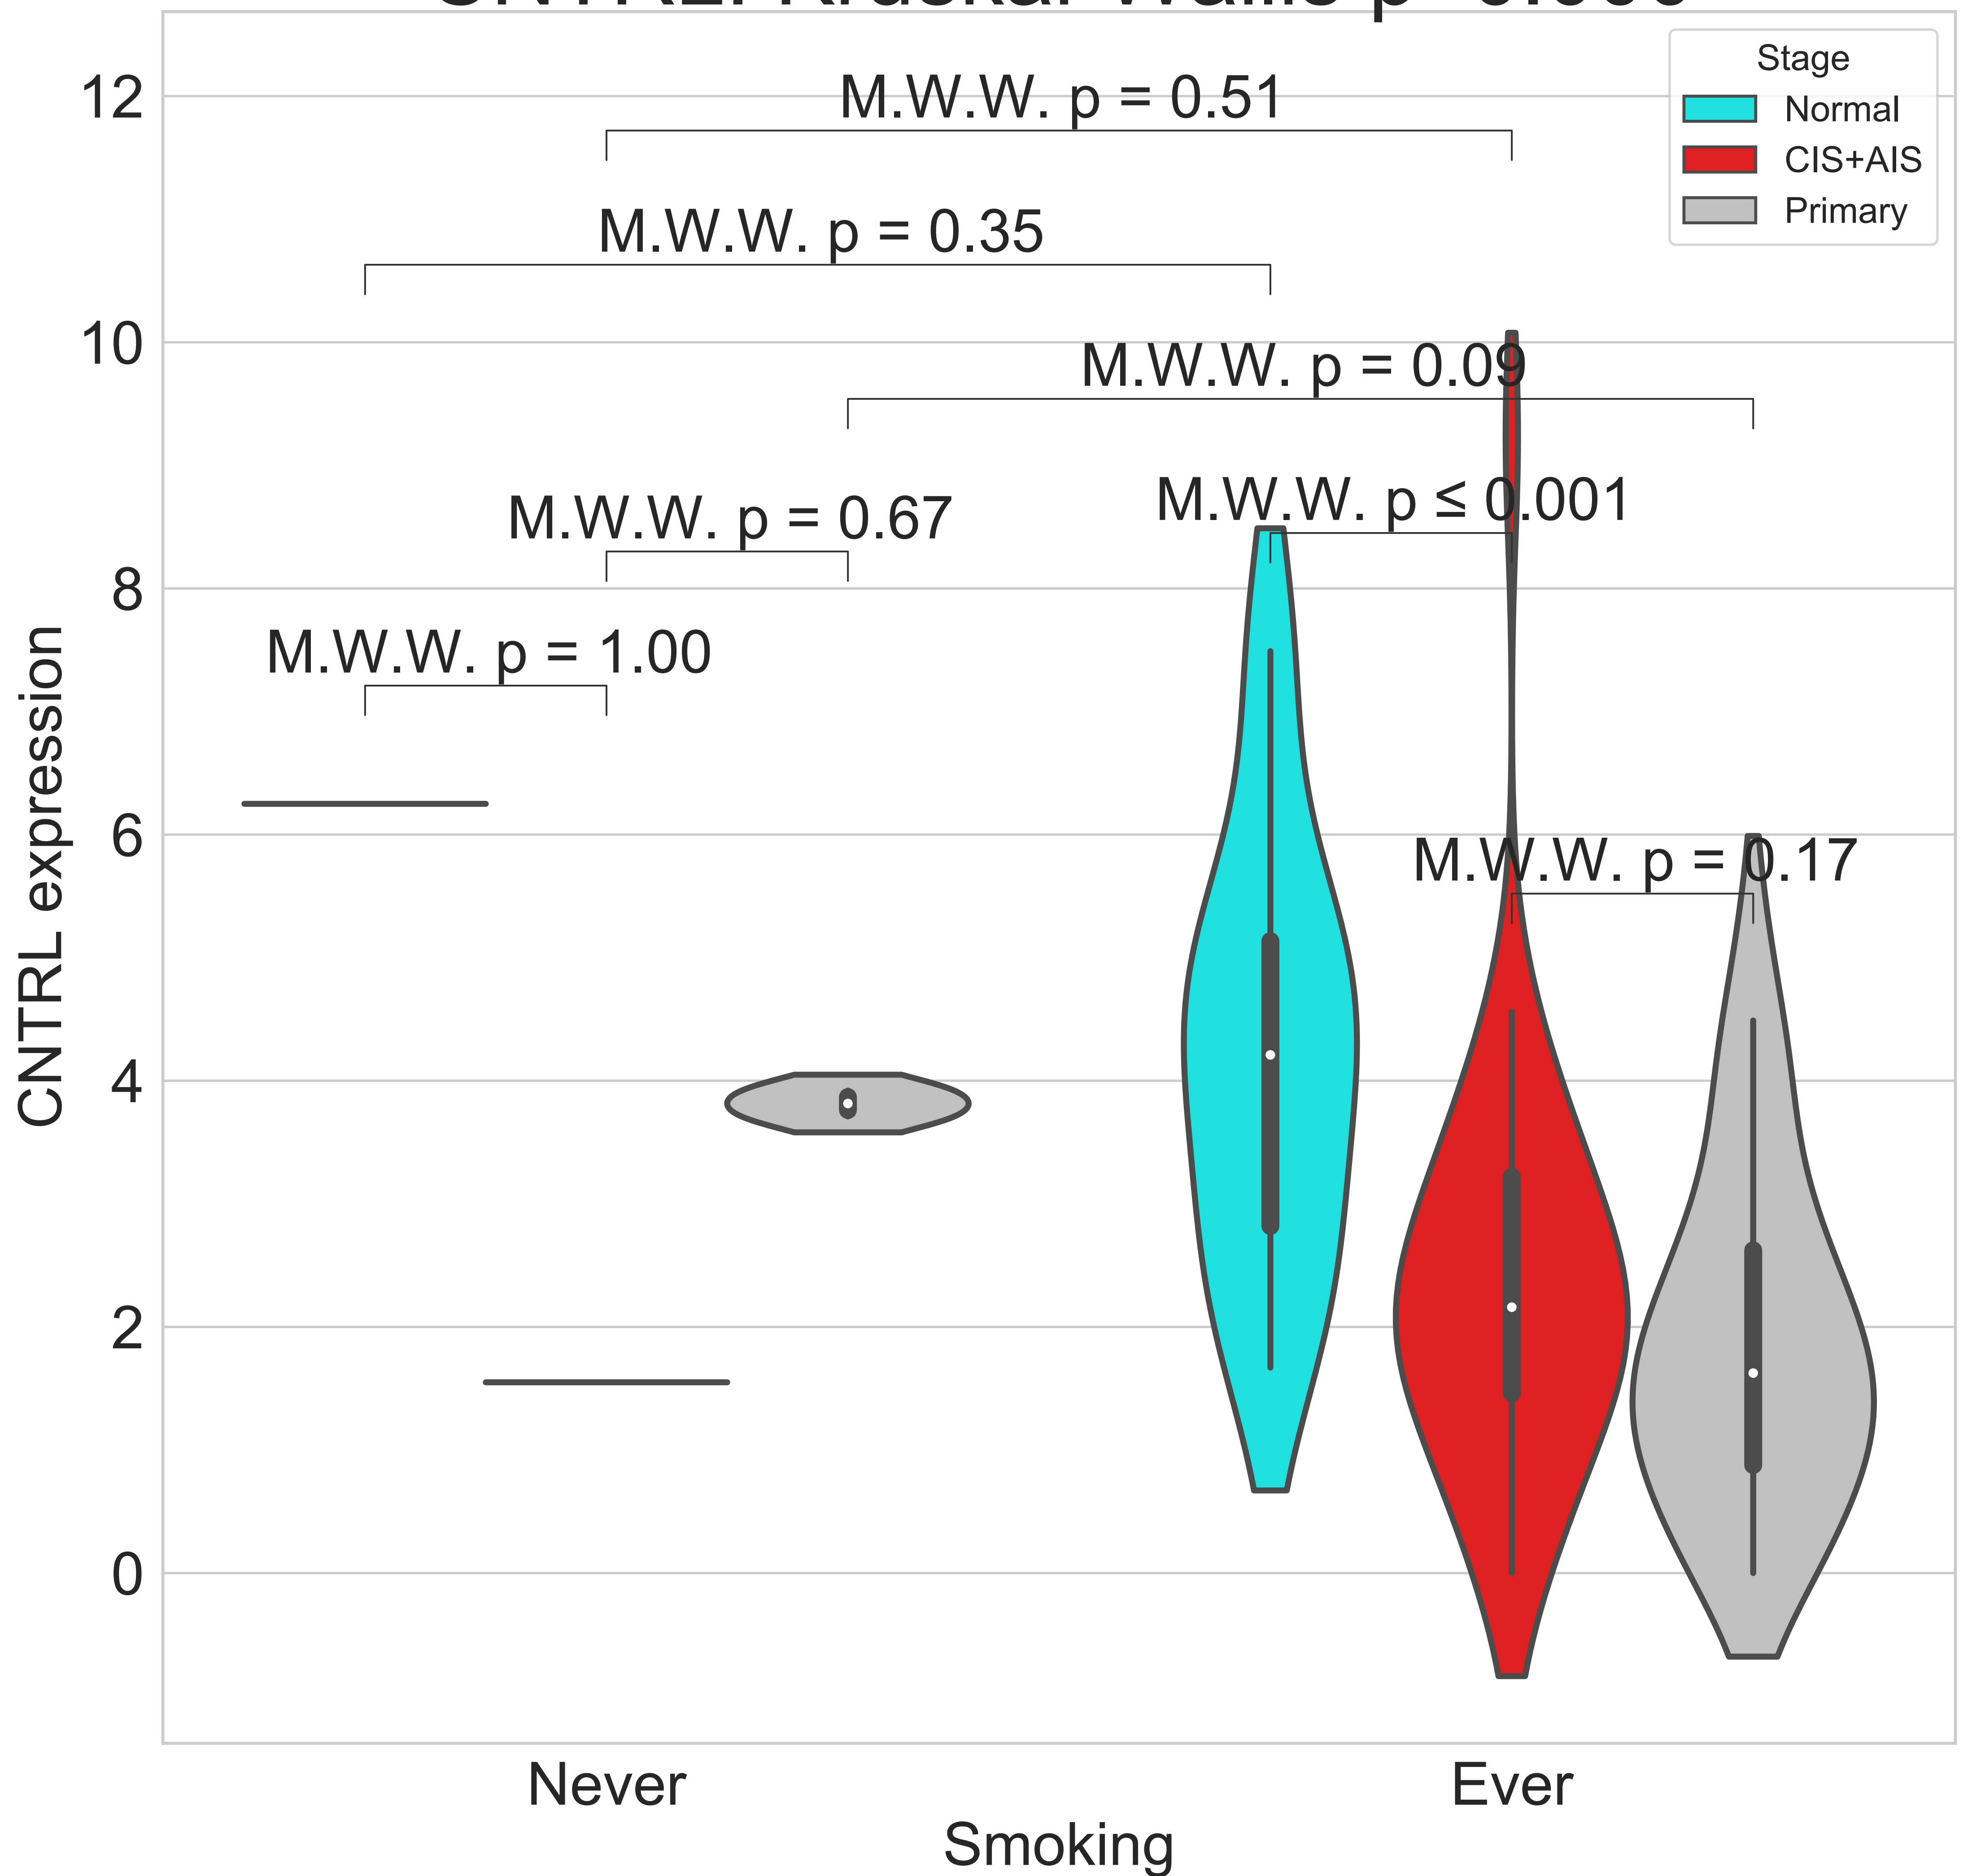 Stage
Normal
CIS+AIS
Primary
M.W.W. p = 0.51
M.W.W. p = 0.35
M.W.W. p = 0.09
M.W.W. p ≤ 0.001
M.W.W. p = 0.67
M.W.W. p = 1.00
M.W.W. p = 0.17
12
10
8
6
4
2
0
CNTRL expression
Never
Ever
Smoking